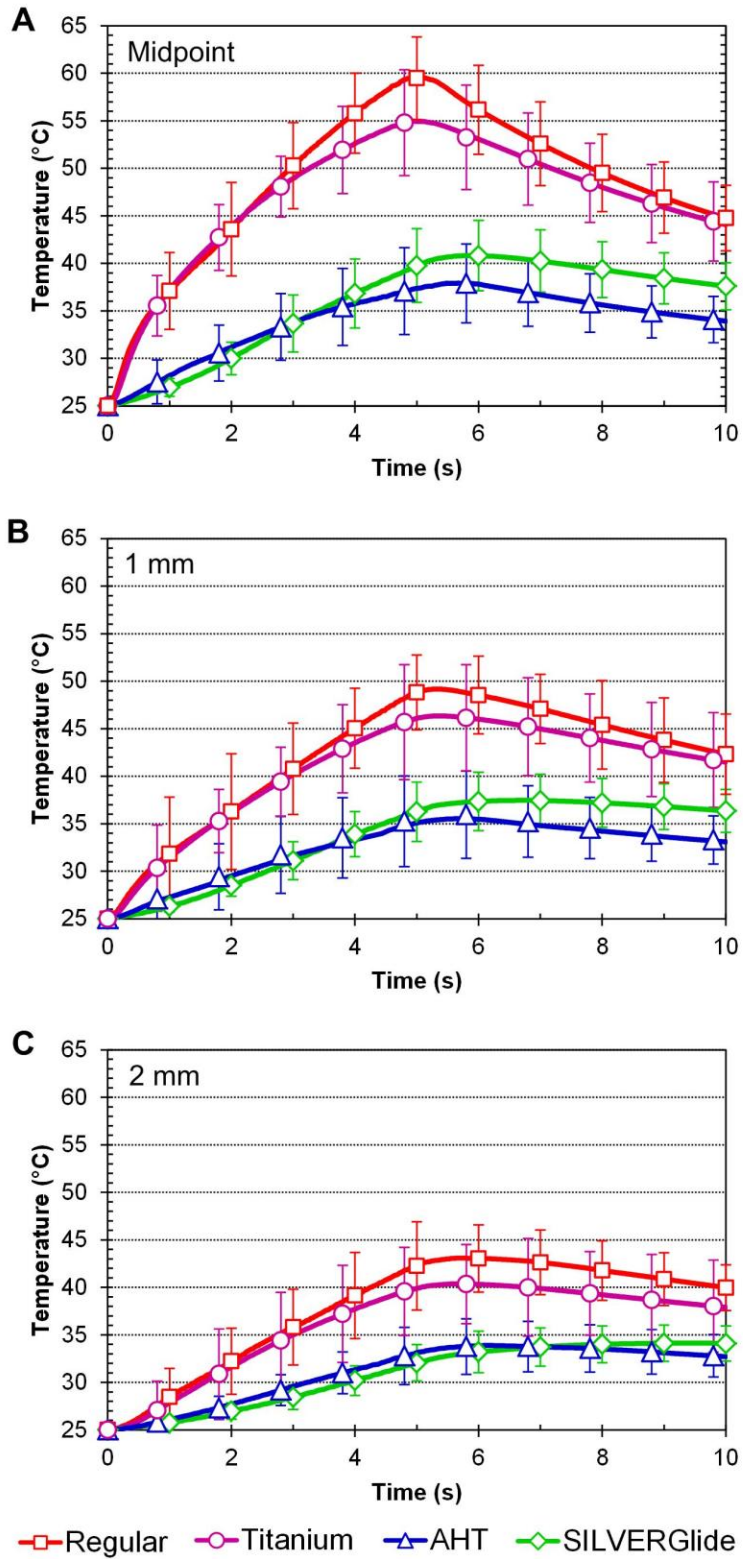 A
Midpoint
65
60
55
50
45
40
35
30
25
Temperature (°C)
0 2 4 6 8 10
Time (s)
B
1 mm
65
60
55
50
45
40
35
30
25
Temperature (°C)
0 2 4 6 8 10
Time (s)
C
2 mm
65
60
55
50
45
40
35
30
25
Temperature (°C)
0 2 4 6 8 10
Time (s)
Regular Titanium AHT SILVERGlide